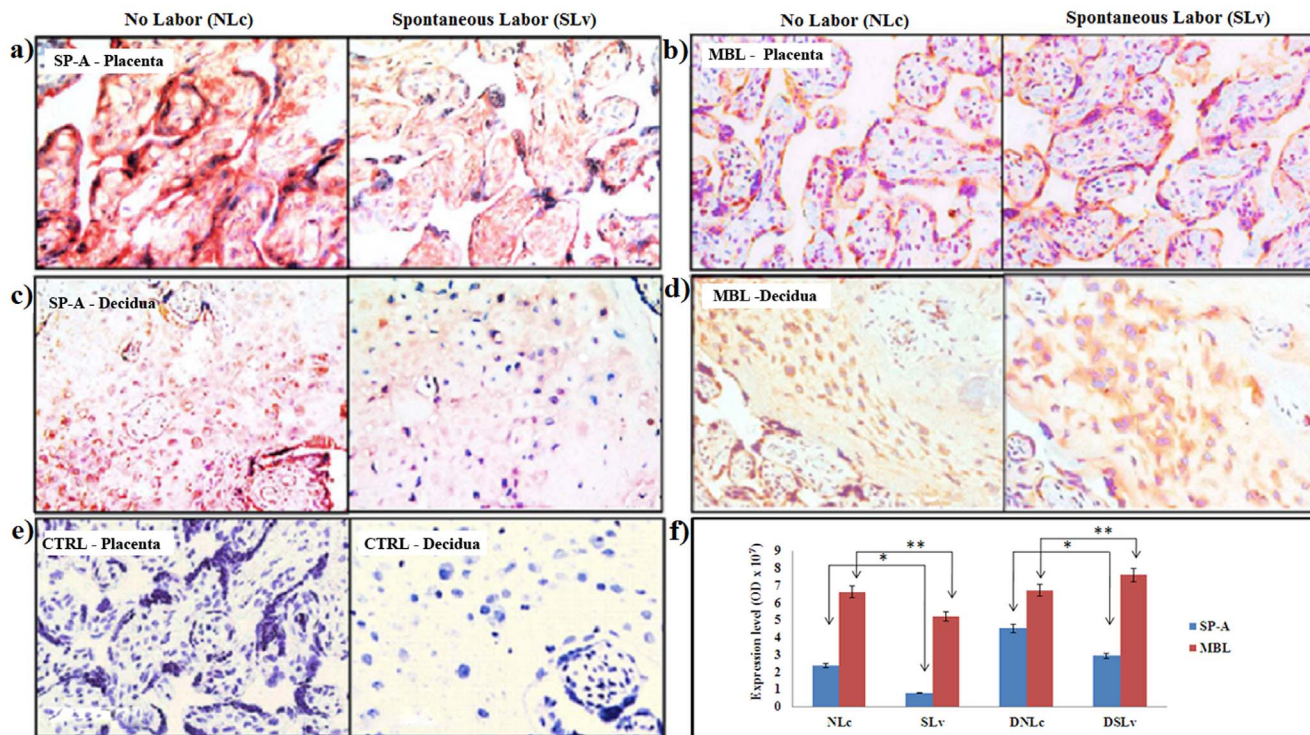 No Labor (NLc)
Spontaneous Labor (SLv)
No Labor (NLc)
Spontaneous Labor (SLv)
a)
SP-A - Placenta
b)
MBL - Placenta
c)
SP-A - Decidua
d)
MBL -Decidua
e)
CTRL - Placenta
CTRL - Decidua
f)
Expression level (OD x 10⁷)
9
8
7
6
5
4
3
2
1
0
*
**
*
**
NLc
SLv
DNLc
DSLv
SP-A
MBL